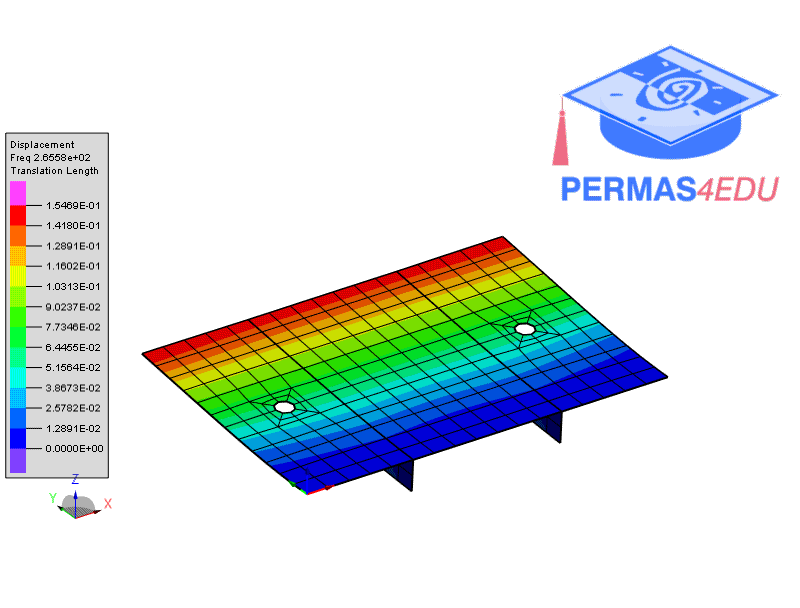 PERMAS4EDU
Displacement
Freq 2.6558e+02
Translation Length
1.5469E-01
1.4180E-01
1.2891E-01
1.1602E-01
1.0313E-01
9.0237E-02
7.7346E-02
6.4455E-02
5.1564E-02
3.8673E-02
2.5782E-02
1.2891E-02
0.0000E+00
Z
Y
X